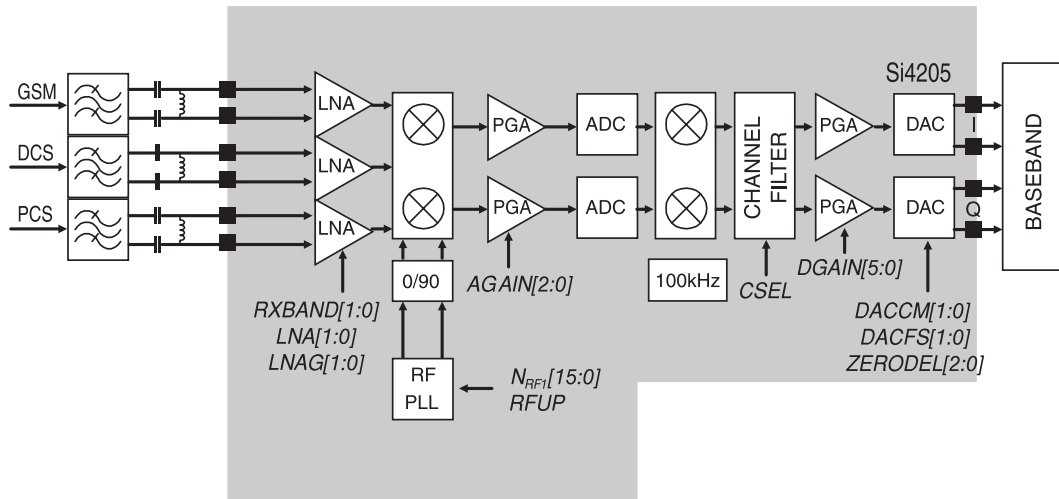 Si4205
GSM
DCS
PCS
LNA
LNA
LNA
PGA
PGA
ADC
ADC
CHANNEL
FILTER
PGA
PGA
DAC
DAC
I
Q
BASEBAND
0/90
100kHz
RXBAND[1:0]
LNA[1:0]
LNAG[1:0]
AGAIN[2:0]
CSEL
DGAIN[5:0]
DACCM[1:0]
DACFS[1:0]
ZERODEL[2:0]
RF
PLL
NRF1[15:0]
RFUP